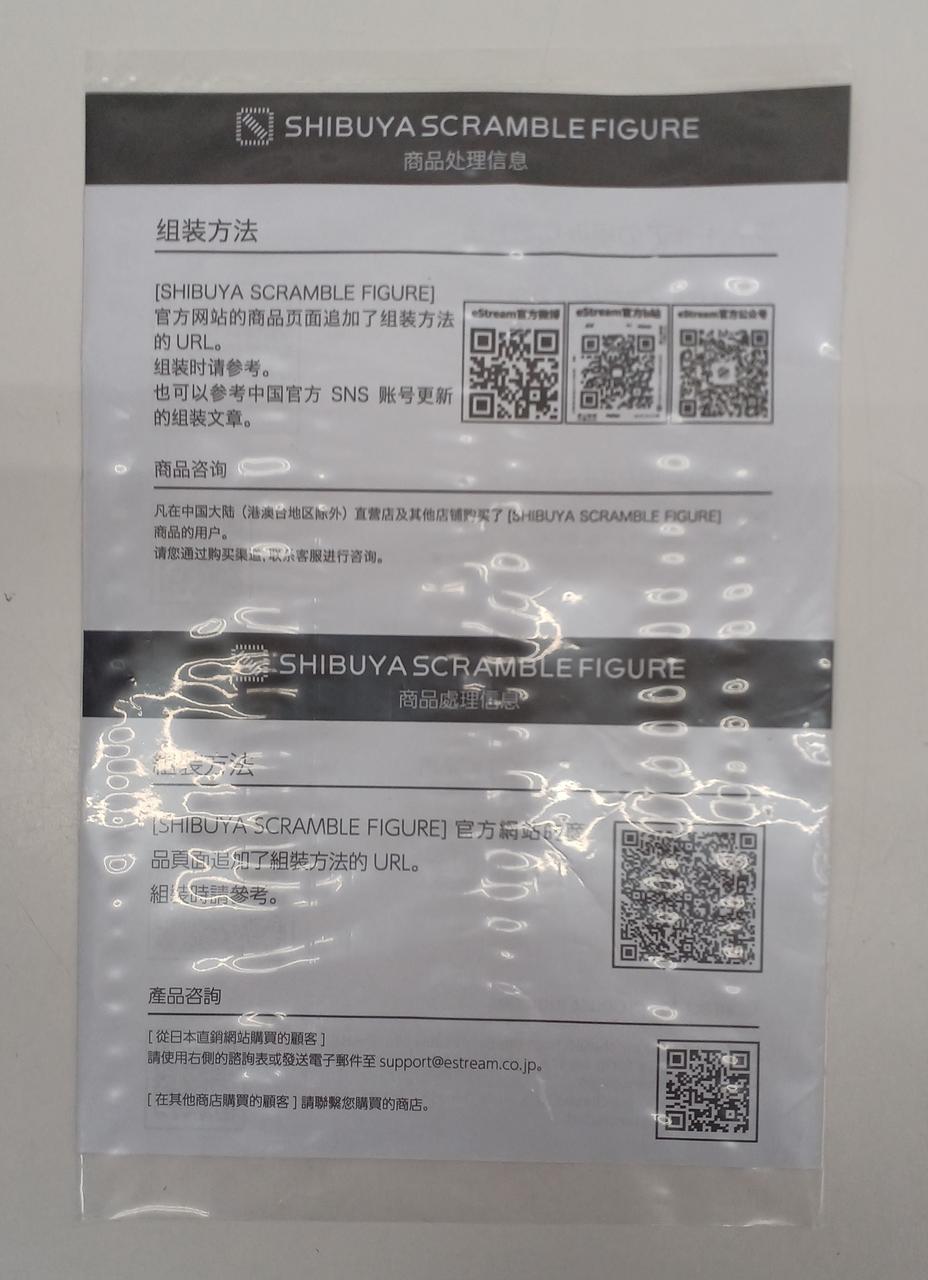 SHIBUYA SCRAMBLE FIGURE
商品处理信息
组装方法
[SHIBUYA SCRAMBLE FIGURE]
官方网站的商品页面追加了组装方法
的 URL。
组装时请参考。
也可以参考中国官方 SNS 账号更新
的组装文章。
eStream官方微博
eStream官方b站
eStream官方公众号
商品咨询
凡在中国大陆（港澳台地区除外）直营店及其他店铺购买了 [SHIBUYA SCRAMBLE FIGURE]
商品的用户。
请您通过购买渠道，联系客服进行咨询。
SHIBUYA SCRAMBLE FIGURE
商品處理信息
組裝方法
[SHIBUYA SCRAMBLE FIGURE] 官方網站的商
品頁面追加了組裝方法的 URL。
組裝時請參考。
產品咨詢
[ 從日本直銷網站購買的顧客 ]
請使用右側的諮詢表或發送電子郵件至 support@estream.co.jp。
[ 在其他商店購買的顧客 ] 請聯繫您購買的商店。